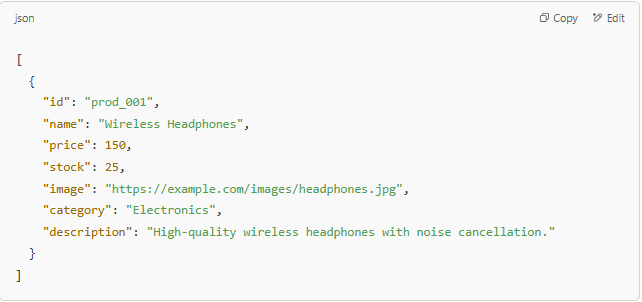 json
Copy
Edit
[
{
"id": "prod_001",
"name": "Wireless Headphones",
"price": 150,
"stock": 25,
"image": "https://example.com/images/headphones.jpg",
"category": "Electronics",
"description": "High-quality wireless headphones with noise cancellation."
}
]